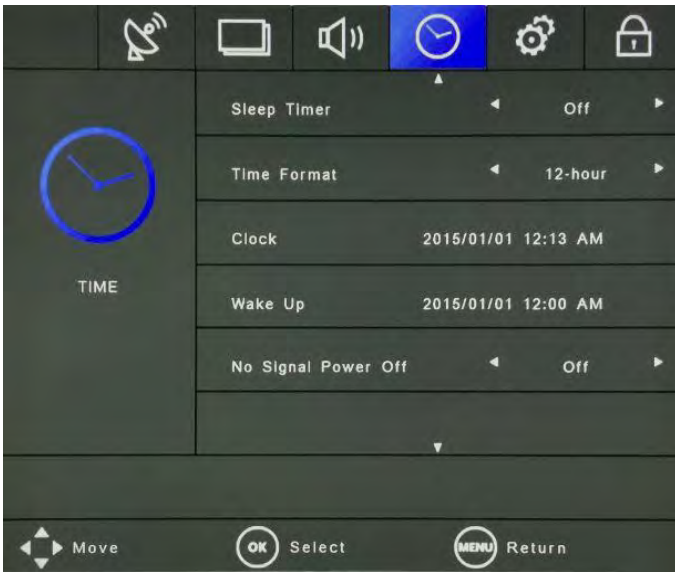 Sleep Timer Off
Time Format 12-hour
Clock 2015/01/01 12:13 AM
TIME
Wake Up 2015/01/01 12:00 AM
No Signal Power Off Off
Move OK Select MENU Return